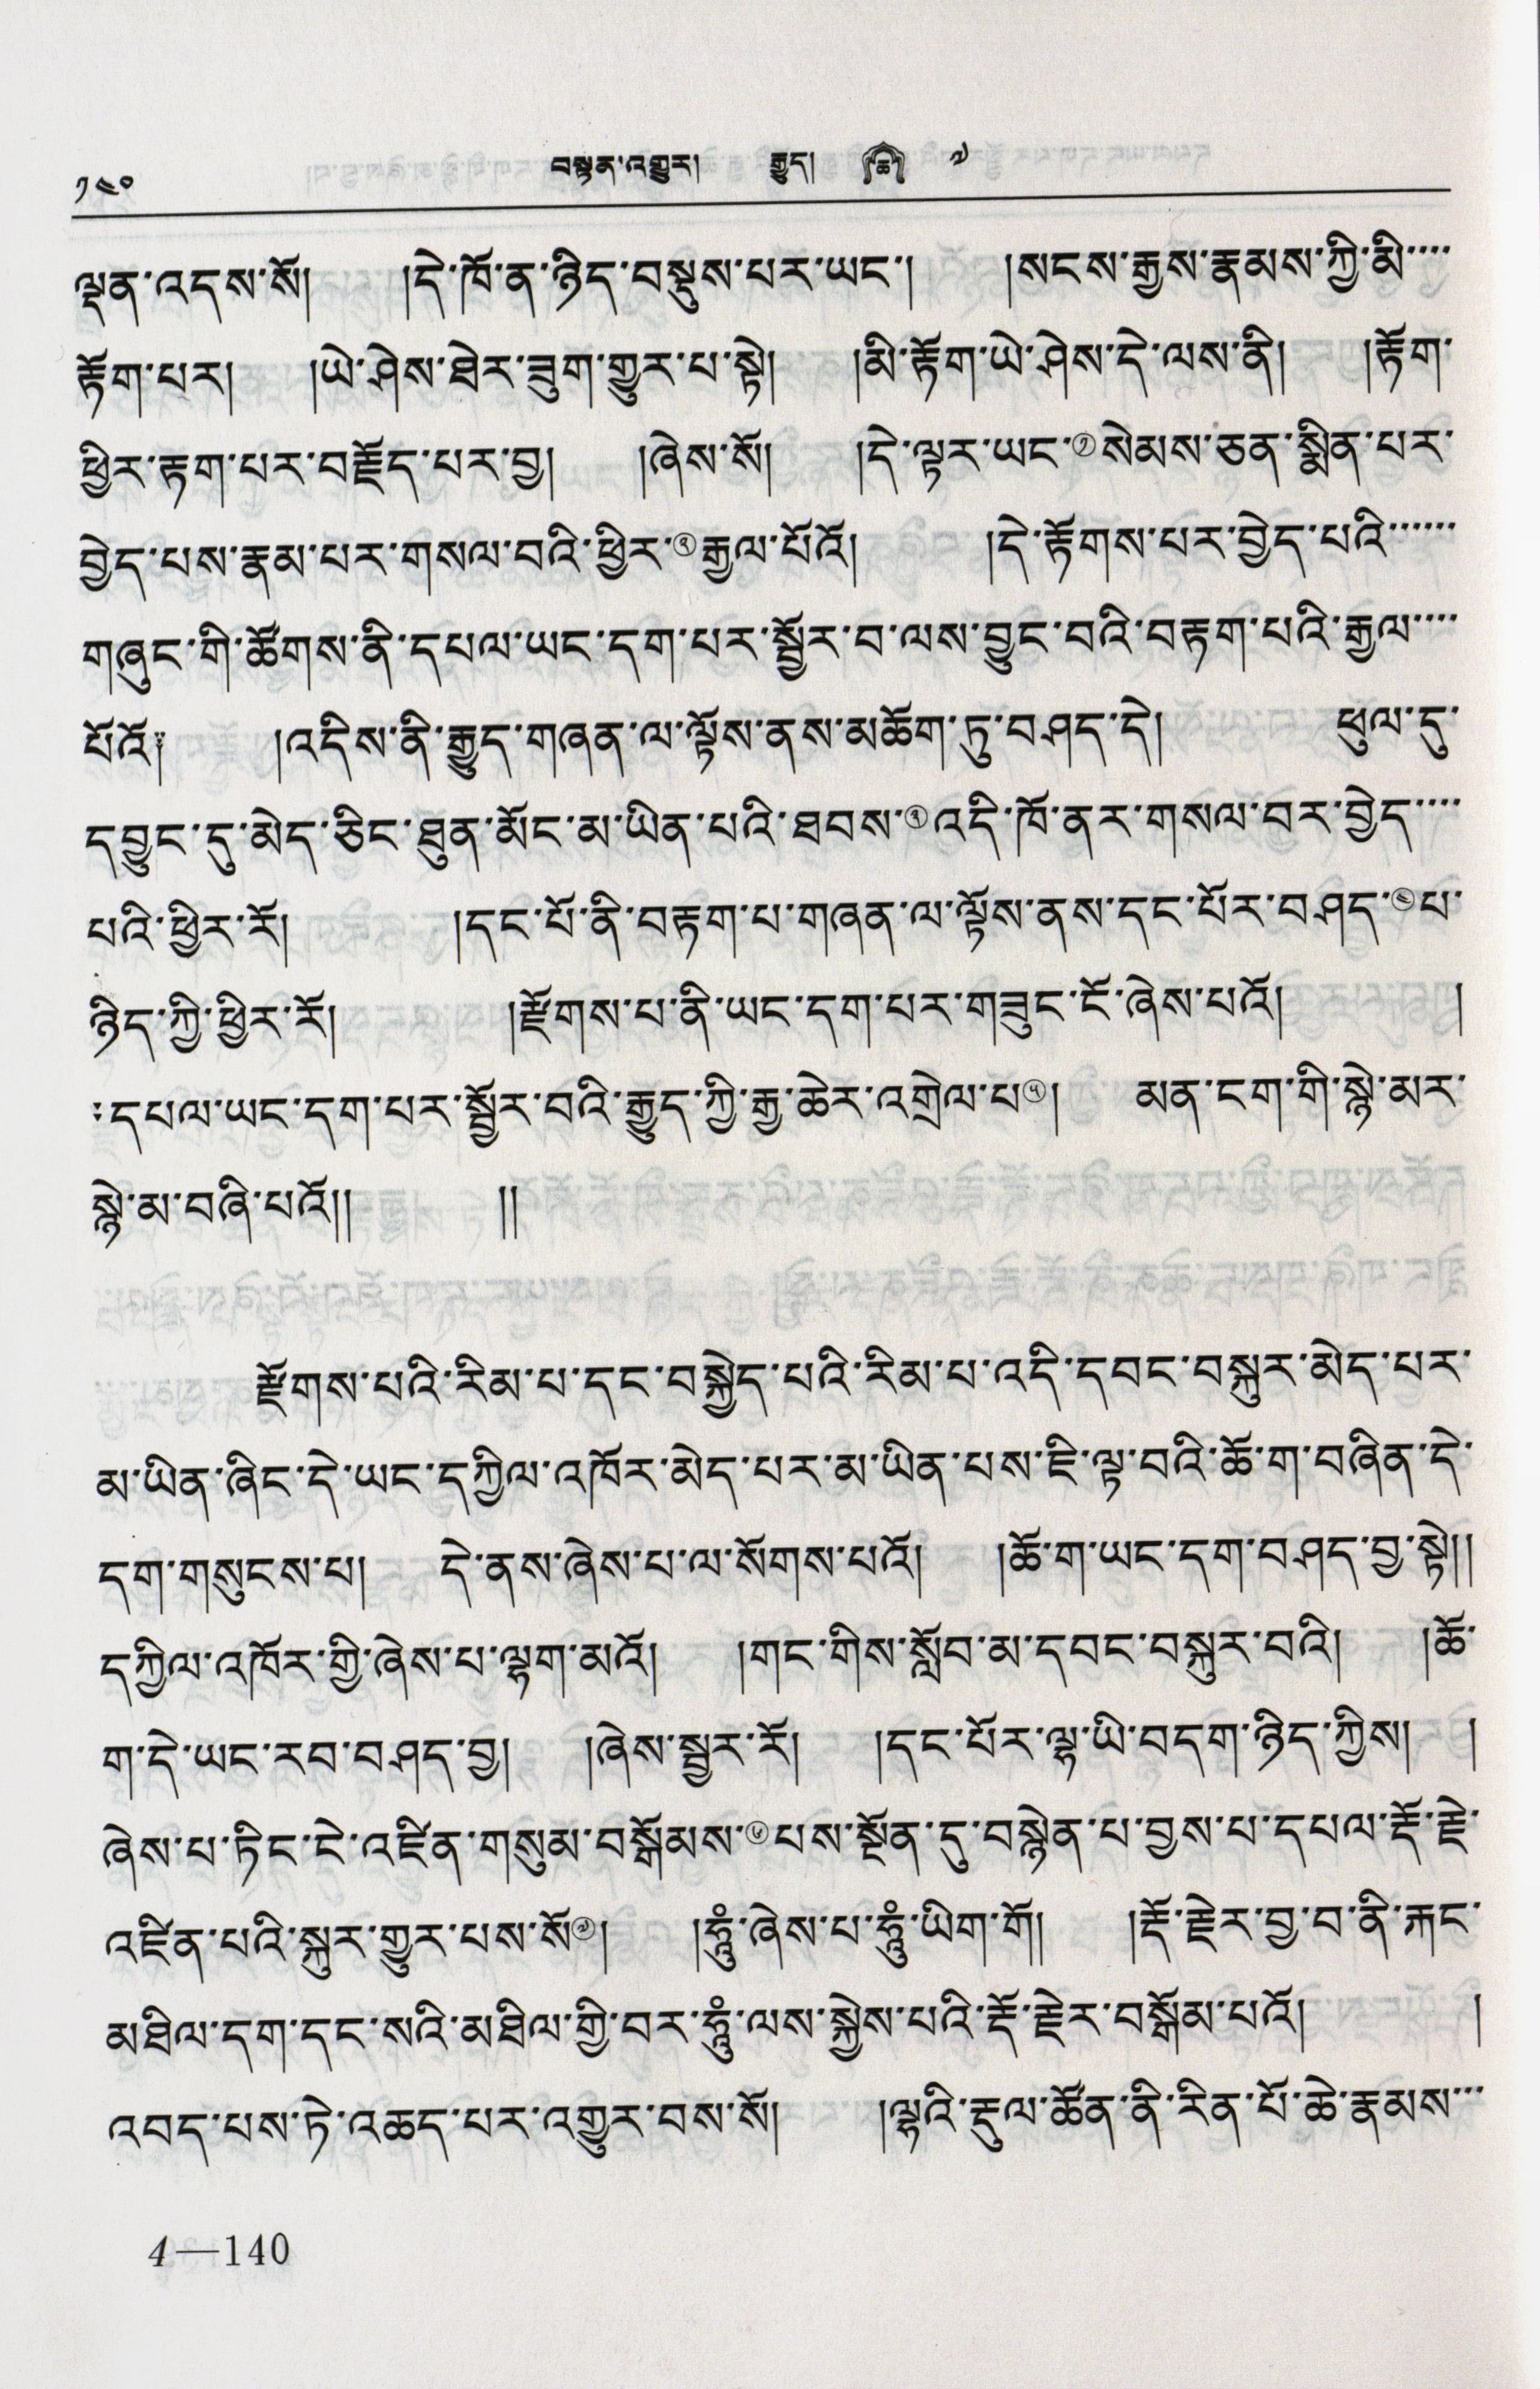 ༡༤༠ བསྟན་འགྱུར། རྒྱུད། ཆ ༡
ལྡན་འདས་སོ། །དེ་ཁོ་ན་ཉིད་བསྡུས་པར་ཡང་། །སངས་རྒྱས་རྣམས་ཀྱི་མི་
རྟོག་པར། །ཡེ་ཤེས་ཐེར་ཟུག་གྱུར་པ་སྟེ། །མི་རྟོག་ཡེ་ཤེས་དེ་ལས་ནི། །རྟོག་
ཕྱིར་རྟག་པར་བརྗོད་པར་བྱ། །ཞེས་སོ། །དེ་ལྟར་ཡང་①སེམས་ཅན་སྨིན་པར་
བྱེད་པས་རྣམ་པར་གསལ་བའི་ཕྱིར་②རྒྱལ་པོའོ། །དེ་རྟོགས་པར་བྱེད་པའི་
གཞུང་གི་ཚོགས་ནི་དཔལ་ཡང་དག་པར་སྦྱོར་བ་ལས་བྱུང་བའི་བརྟག་པའི་རྒྱལ་
པོའོ༔ །འདིས་ནི་རྒྱུད་གཞན་ལ་ལྟོས་ནས་མཆོག་ཏུ་བཤད་དེ། ཕུལ་དུ་
དབྱུང་དུ་མེད་ཅིང་ཐུན་མོང་མ་ཡིན་པའི་ཐབས་③འདི་ཁོ་ནར་གསལ་བར་བྱེད་
པའི་ཕྱིར་རོ། །དང་པོ་ནི་བརྟག་པ་གཞན་ལ་ལྟོས་ནས་དང་པོར་བཤད་④པ་
ཉིད་ཀྱི་ཕྱིར་རོ། །རྫོགས་པ་ནི་ཡང་དག་པར་གཟུང་ངོ་ཞེས་པའོ། །
༔དཔལ་ཡང་དག་པར་སྦྱོར་བའི་རྒྱུད་ཀྱི་རྒྱ་ཆེར་འགྲེལ་པ⑤། མན་ངག་གི་སྙེ་མར་
སྙེ་མ་བཞི་པའོ།། །།
རྫོགས་པའི་རིམ་པ་དང་བསྐྱེད་པའི་རིམ་པ་འདི་དབང་བསྐུར་མེད་པར་
མ་ཡིན་ཞིང་དེ་ཡང་དཀྱིལ་འཁོར་མེད་པར་མ་ཡིན་པས་ཇི་ལྟ་བའི་ཆོ་ག་བཞིན་དེ་
དག་གསུངས་པ། དེ་ནས་ཞེས་པ་ལ་སོགས་པའོ། །ཆོ་ག་ཡང་དག་བཤད་བྱ་སྟེ།།
དཀྱིལ་འཁོར་གྱི་ཞེས་པ་ལྷག་མའོ། །གང་གིས་སློབ་མ་དབང་བསྐུར་བའི། །ཆོ་
ག་དེ་ཡང་རབ་བཤད་བྱ། །ཞེས་སྦྱར་རོ། །དང་པོར་ལྷ་ཡི་བདག་ཉིད་ཀྱིས། །
ཞེས་པ་ཏིང་ངེ་འཛིན་གསུམ་བསྒོམས་⑥པས་སྔོན་དུ་བསྙེན་པ་བྱས་པ་དཔལ་རྡོ་རྗེ་
འཛིན་པའི་སྐུར་གྱུར་པས་སོ⑦། །ཧཱུྃ་ཞེས་པ་ཧཱུྃ་ཡིག་གོ།། །རྡོ་རྗེར་བྱ་བ་ནི་རྐང་
མཐིལ་དག་དང་སའི་མཐིལ་གྱི་བར་ཧཱུྃ་ལས་སྐྱེས་པའི་རྡོ་རྗེར་བསྒོམ་པའོ། །
འབད་པས་ཏེ་འཆད་པར་འགྱུར་བས་སོ། །ལྷའི་རྡུལ་ཚོན་ནི་རིན་པོ་ཆེ་རྣམས་
4—140